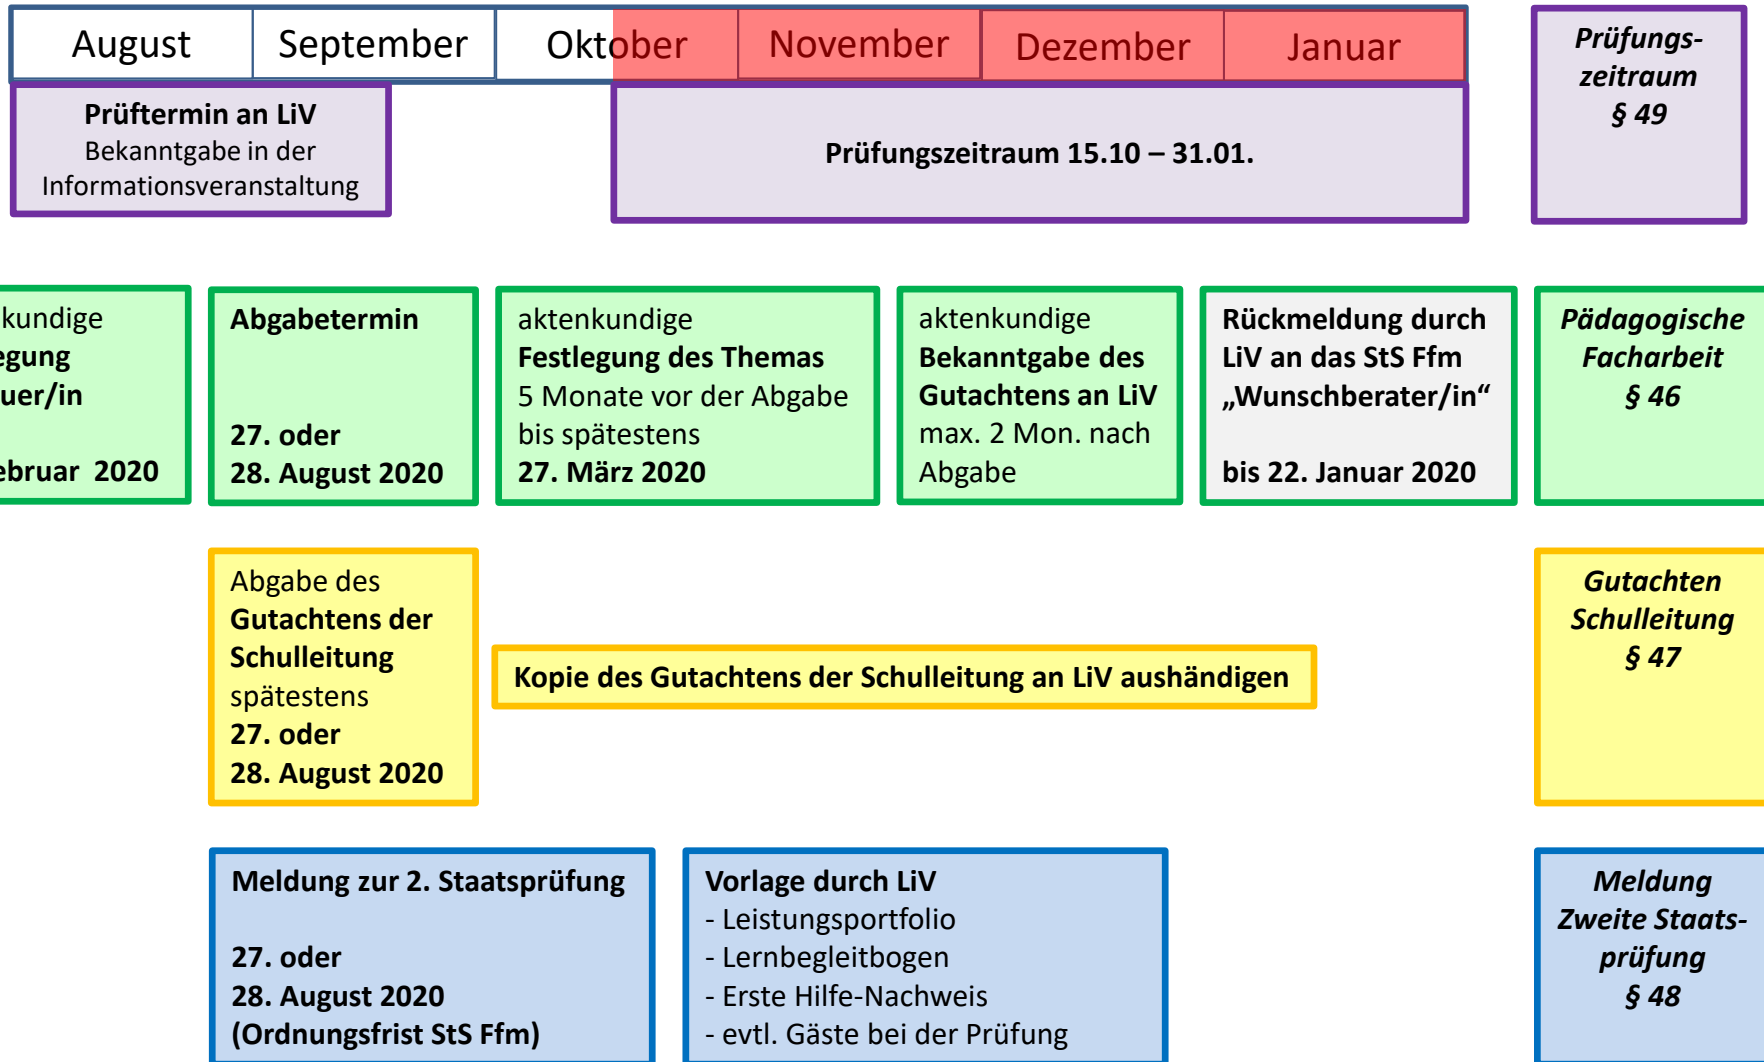 August
September
Oktober
November
Dezember
Januar
Prüfungs-
zeitraum
§ 49
Prüftermin an LiV
Bekanntgabe in der
Informationsveranstaltung
Prüfungszeitraum 15.10 – 31.01.
kundige
egung
uer/in
ebruar 2020
Abgabetermin
27. oder
28. August 2020
aktenkundige
Festlegung des Themas
5 Monate vor der Abgabe
bis spätestens
27. März 2020
aktenkundige
Bekanntgabe des
Gutachtens an LiV
max. 2 Mon. nach
Abgabe
Rückmeldung durch
LiV an das StS Ffm
„Wunschberater/in“
bis 22. Januar 2020
Pädagogische
Facharbeit
§ 46
Abgabe des
Gutachtens der
Schulleitung
spätestens
27. oder
28. August 2020
Kopie des Gutachtens der Schulleitung an LiV aushändigen
Gutachten
Schulleitung
§ 47
Meldung zur 2. Staatsprüfung
27. oder
28. August 2020
(Ordnungsfrist StS Ffm)
Vorlage durch LiV
- Leistungsportfolio
- Lernbegleitbogen
- Erste Hilfe-Nachweis
- evtl. Gäste bei der Prüfung
Meldung
Zweite Staats-
prüfung
§ 48